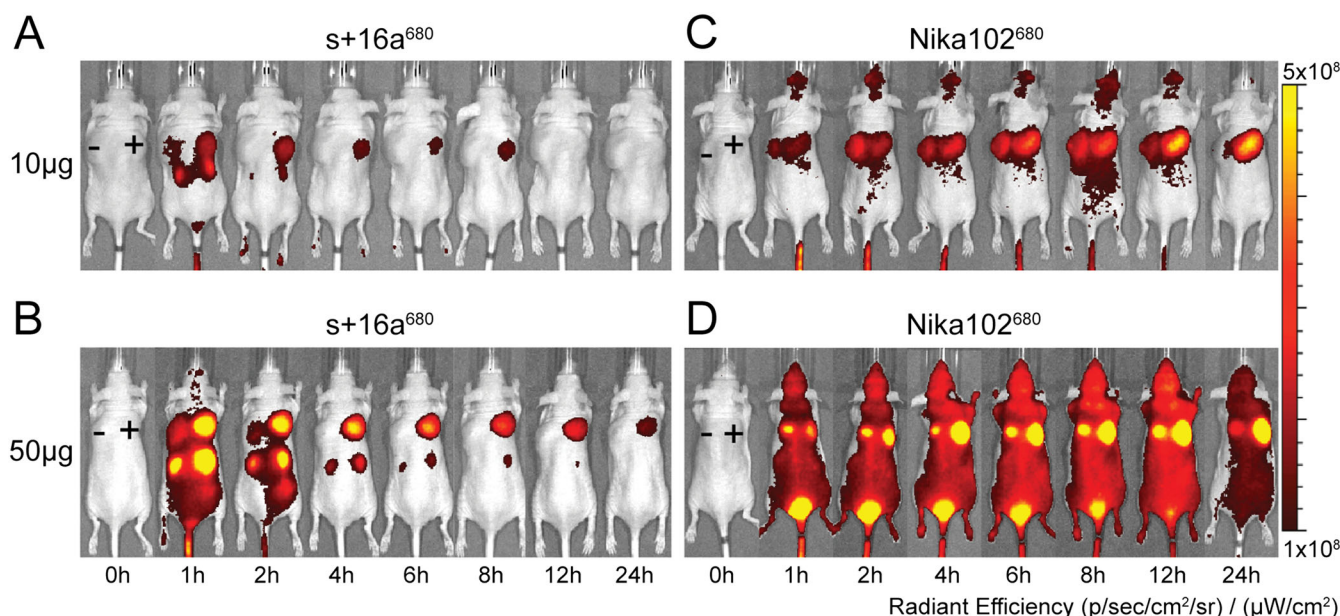 A
s+16a⁶⁸⁰
C
Nika102⁶⁸⁰
5x10⁸
10µg
- +
- +
B
s+16a⁶⁸⁰
D
Nika102⁶⁸⁰
50µg
- +
- +
1x10⁸
0h 1h 2h 4h 6h 8h 12h 24h
0h 1h 2h 4h 6h 8h 12h 24h
Radiant Efficiency (p/sec/cm²/sr) / (µW/cm²)